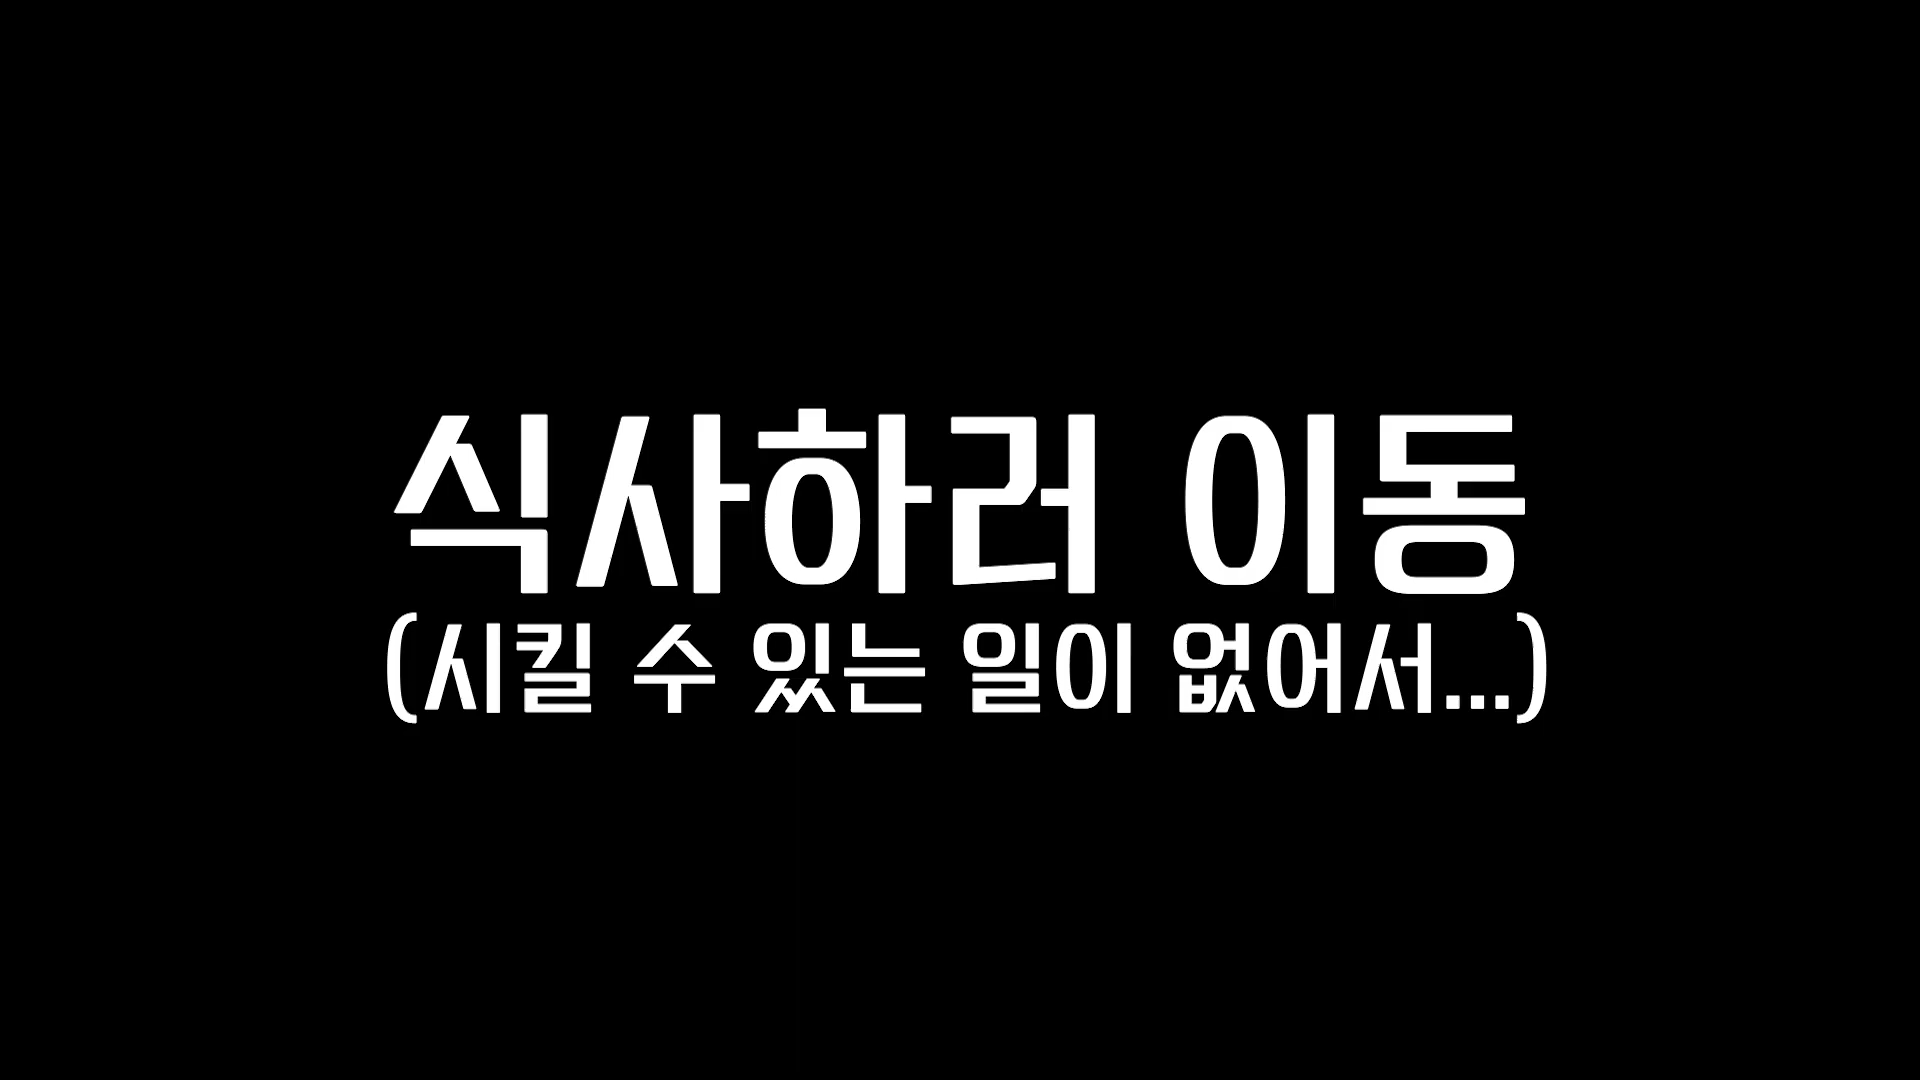 식사하러 이동
(시킬 수 있는 일이 없어서...)